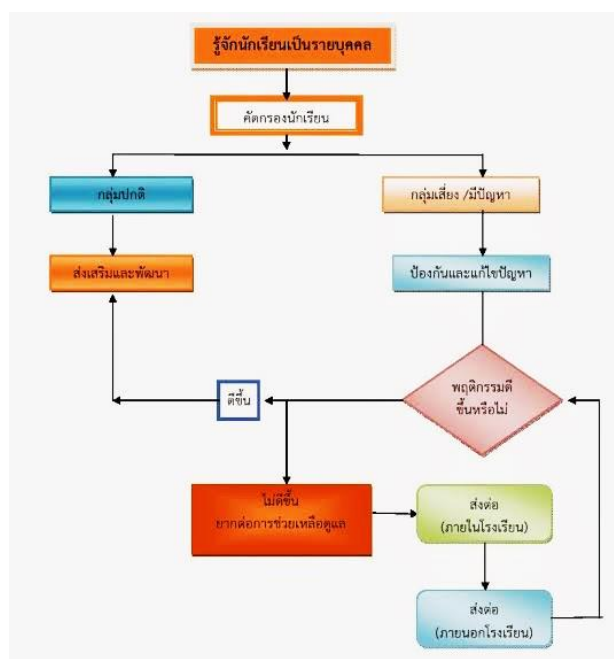 รู้จักนักเรียนเป็นรายบุคคล
คัดกรองนักเรียน
กลุ่มปกติ
กลุ่มเสี่ยง /มีปัญหา
ส่งเสริมและพัฒนา
ป้องกันและแก้ไขปัญหา
พฤติกรรมดี
ขึ้นหรือไม่
ดีขึ้น
ไม่ดีขึ้น
ยากต่อการช่วยเหลือดูแล
ส่งต่อ
(ภายในโรงเรียน)
ส่งต่อ
(ภายนอกโรงเรียน)